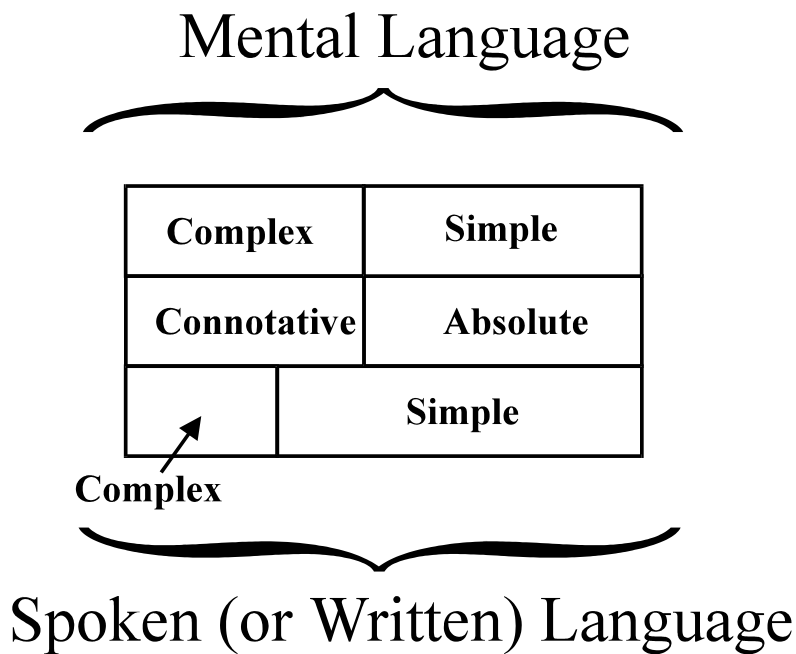 Mental Language
Complex Simple
Connotative Absolute
Simple
Complex
Spoken (or Written) Language